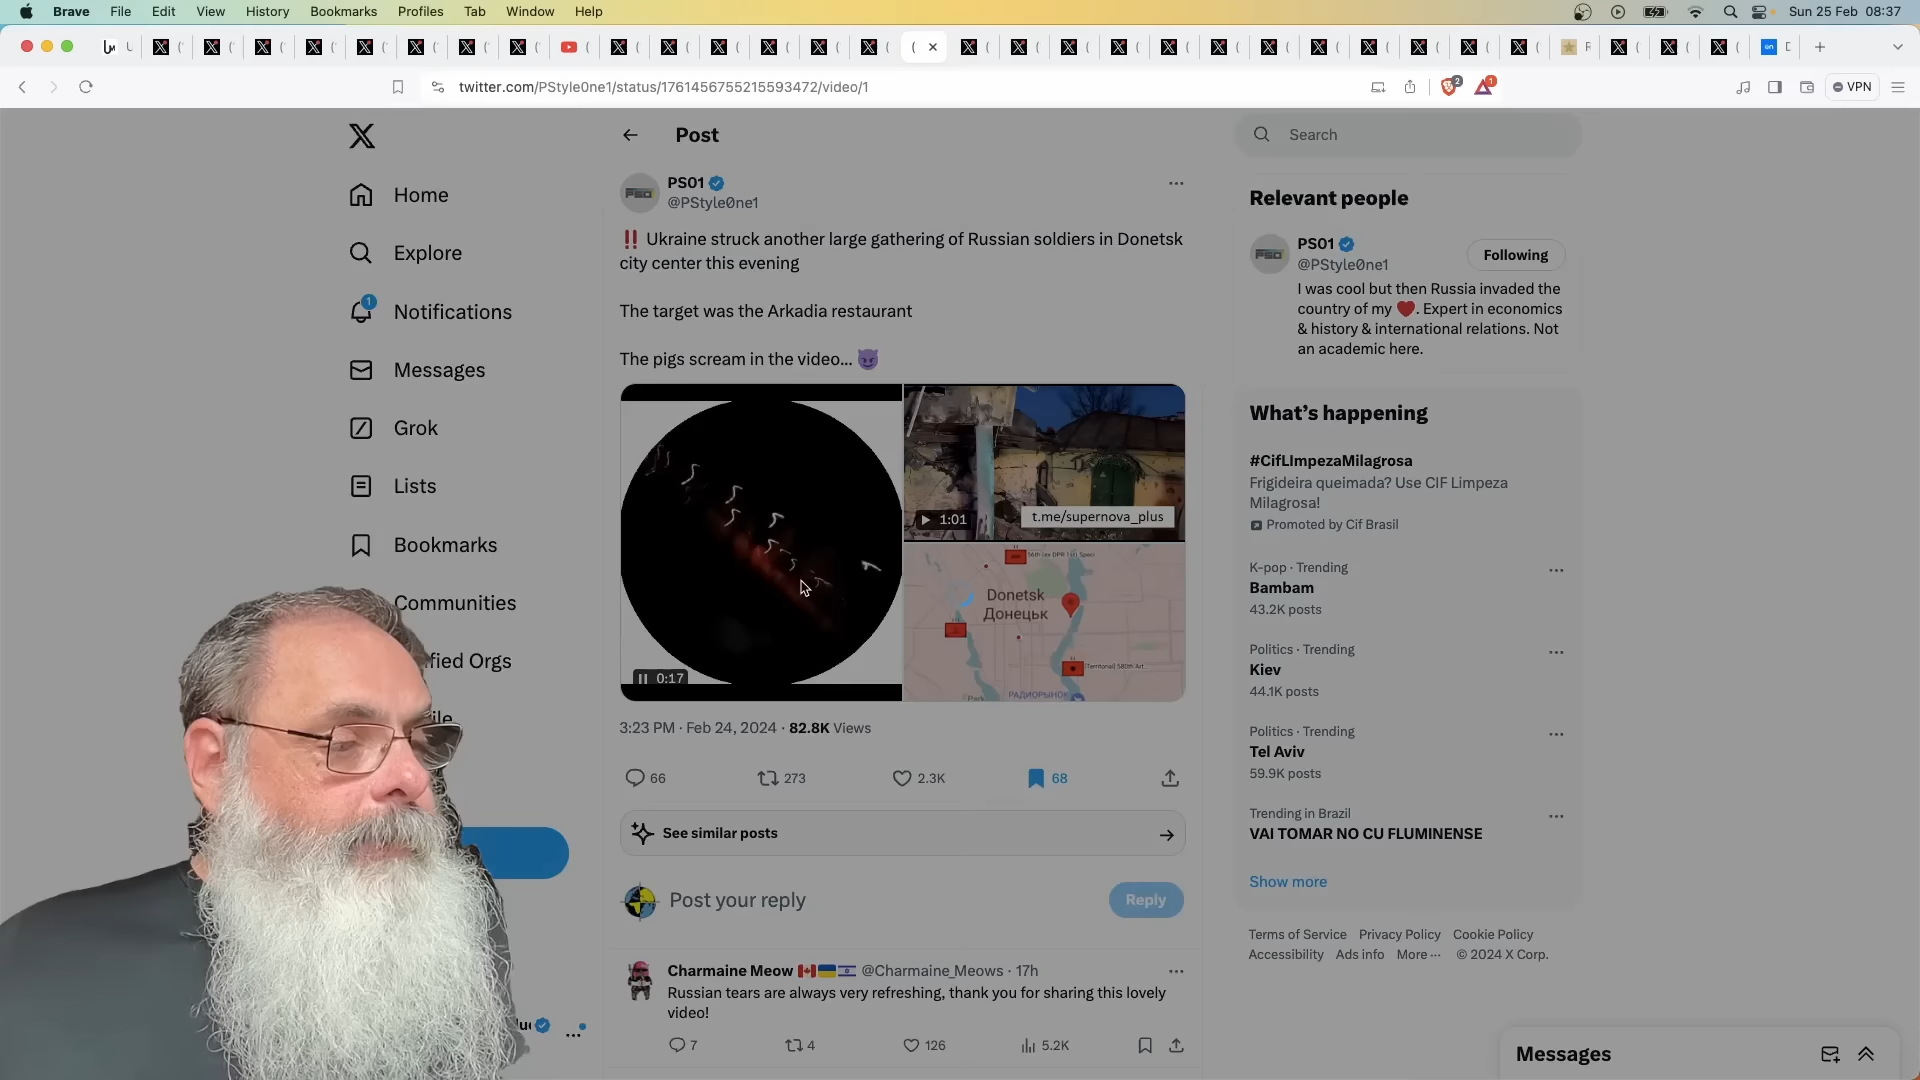 Brave File Edit View History Bookmarks Profiles Tab Window Help
Sun 25 Feb 08:37
twitter.com/PStyle0ne1/status/1761456755215593472/video/1
2
1
VPN
Home
Explore
1
Notifications
Messages
Grok
Lists
Bookmarks
Communities
fied Orgs
Post
PS01
@PStyle0ne1
‼️ Ukraine struck another large gathering of Russian soldiers in Donetsk
city center this evening
The target was the Arkadia restaurant
The pigs scream in the video... 😈
0:17
1:01
t.me/supernova_plus
Donetsk
Донецьк
РАДИОРЫНОК
3:23 PM · Feb 24, 2024 · 82.8K Views
66 273 2.3K 68
See similar posts
Post your reply
Reply
Charmaine Meow 🇨🇦🇺🇦🇮🇱 @Charmaine_Meows · 17h
Russian tears are always very refreshing, thank you for sharing this lovely
video!
7 4 126 5.2K
Search
Relevant people
PS01
@PStyle0ne1
Following
I was cool but then Russia invaded the
country of my ❤️. Expert in economics
& history & international relations. Not
an academic here.
What's happening
#CifLImpezaMilagrosa
Frigideira queimada? Use CIF Limpeza
Milagrosa!
Promoted by Cif Brasil
K-pop · Trending
Bambam
43.2K posts
Politics · Trending
Kiev
44.1K posts
Politics · Trending
Tel Aviv
59.9K posts
Trending in Brazil
VAI TOMAR NO CU FLUMINENSE
Show more
Terms of Service Privacy Policy Cookie Policy
Accessibility Ads info More ··· © 2024 X Corp.
Messages